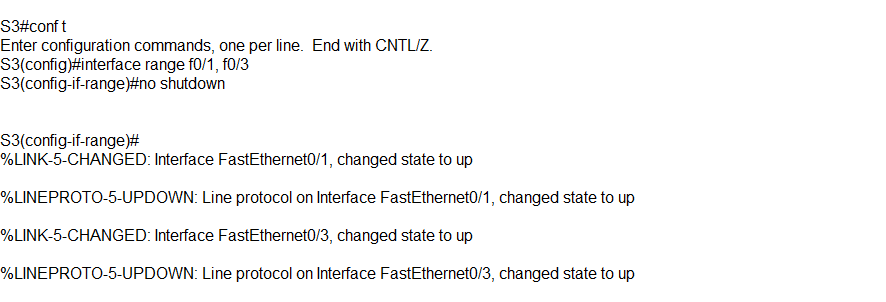 S3#conf t
Enter configuration commands, one per line.  End with CNTL/Z.
S3(config)#interface range f0/1, f0/3
S3(config-if-range)#no shutdown
S3(config-if-range)#
%LINK-5-CHANGED: Interface FastEthernet0/1, changed state to up
%LINEPROTO-5-UPDOWN: Line protocol on Interface FastEthernet0/1, changed state to up
%LINK-5-CHANGED: Interface FastEthernet0/3, changed state to up
%LINEPROTO-5-UPDOWN: Line protocol on Interface FastEthernet0/3, changed state to up